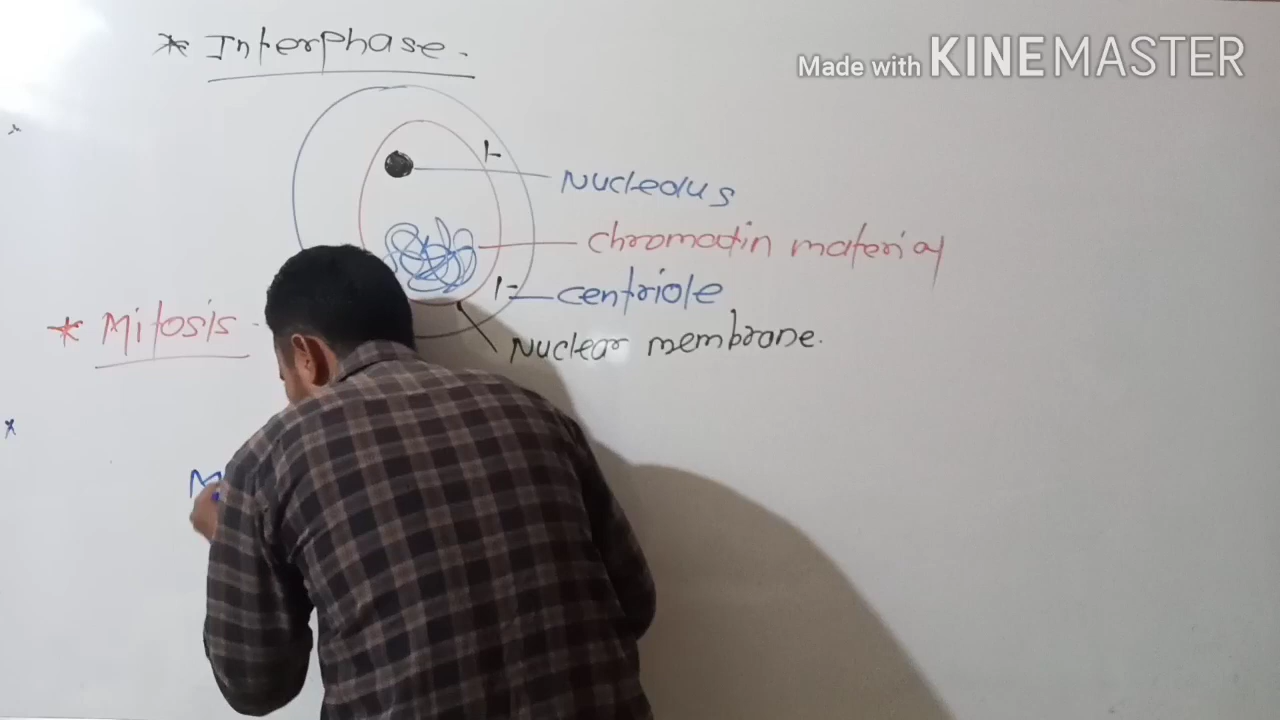 * Interphase.
Made with KINEMASTER
Nucleolus
chromatin material
centriole
* Mitosis
Nuclear membrane.
M